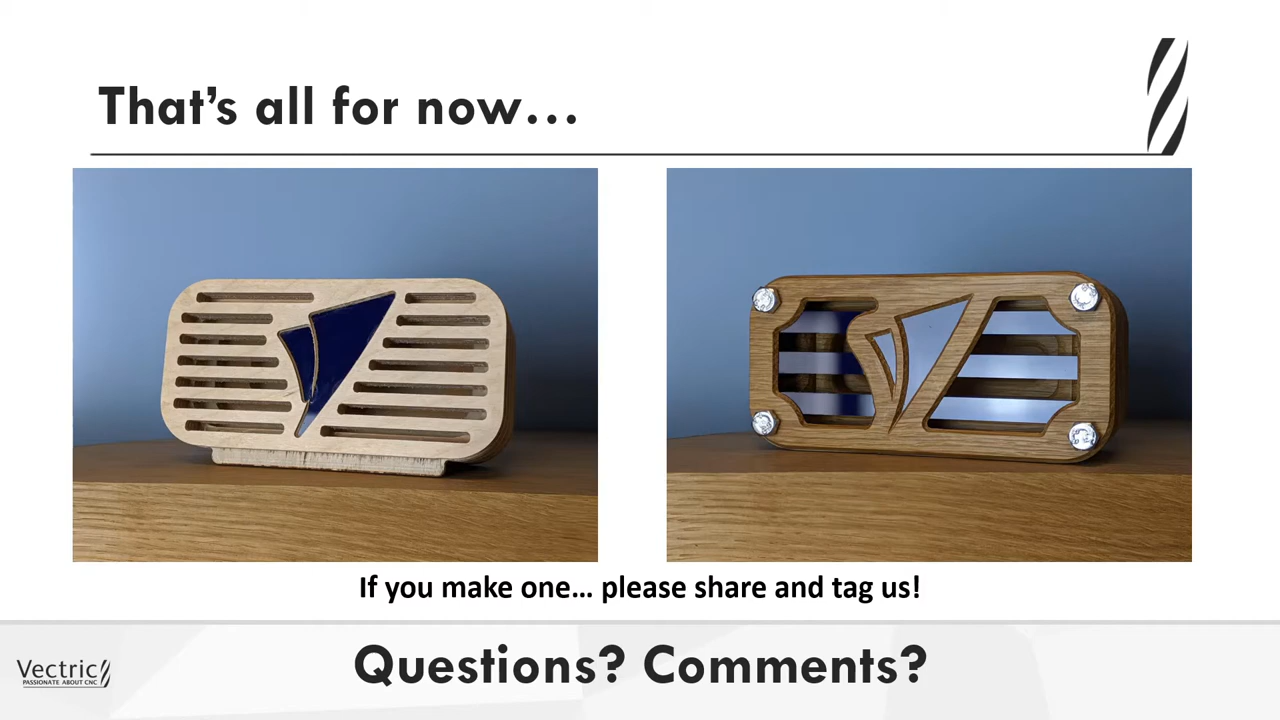 That’s all for now…
If you make one… please share and tag us!
Questions? Comments?
Vectric
PASSIONATE ABOUT CNC